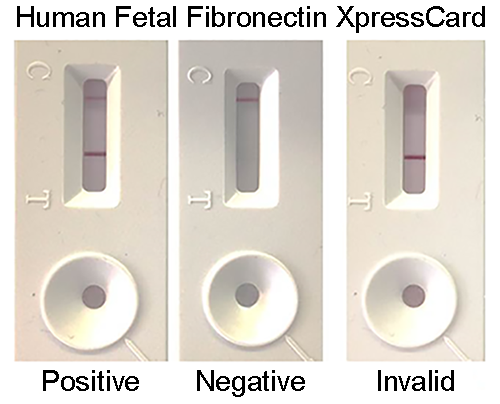 Human Fetal Fibronectin XpressCard
C C C
T T T
Positive Negative Invalid